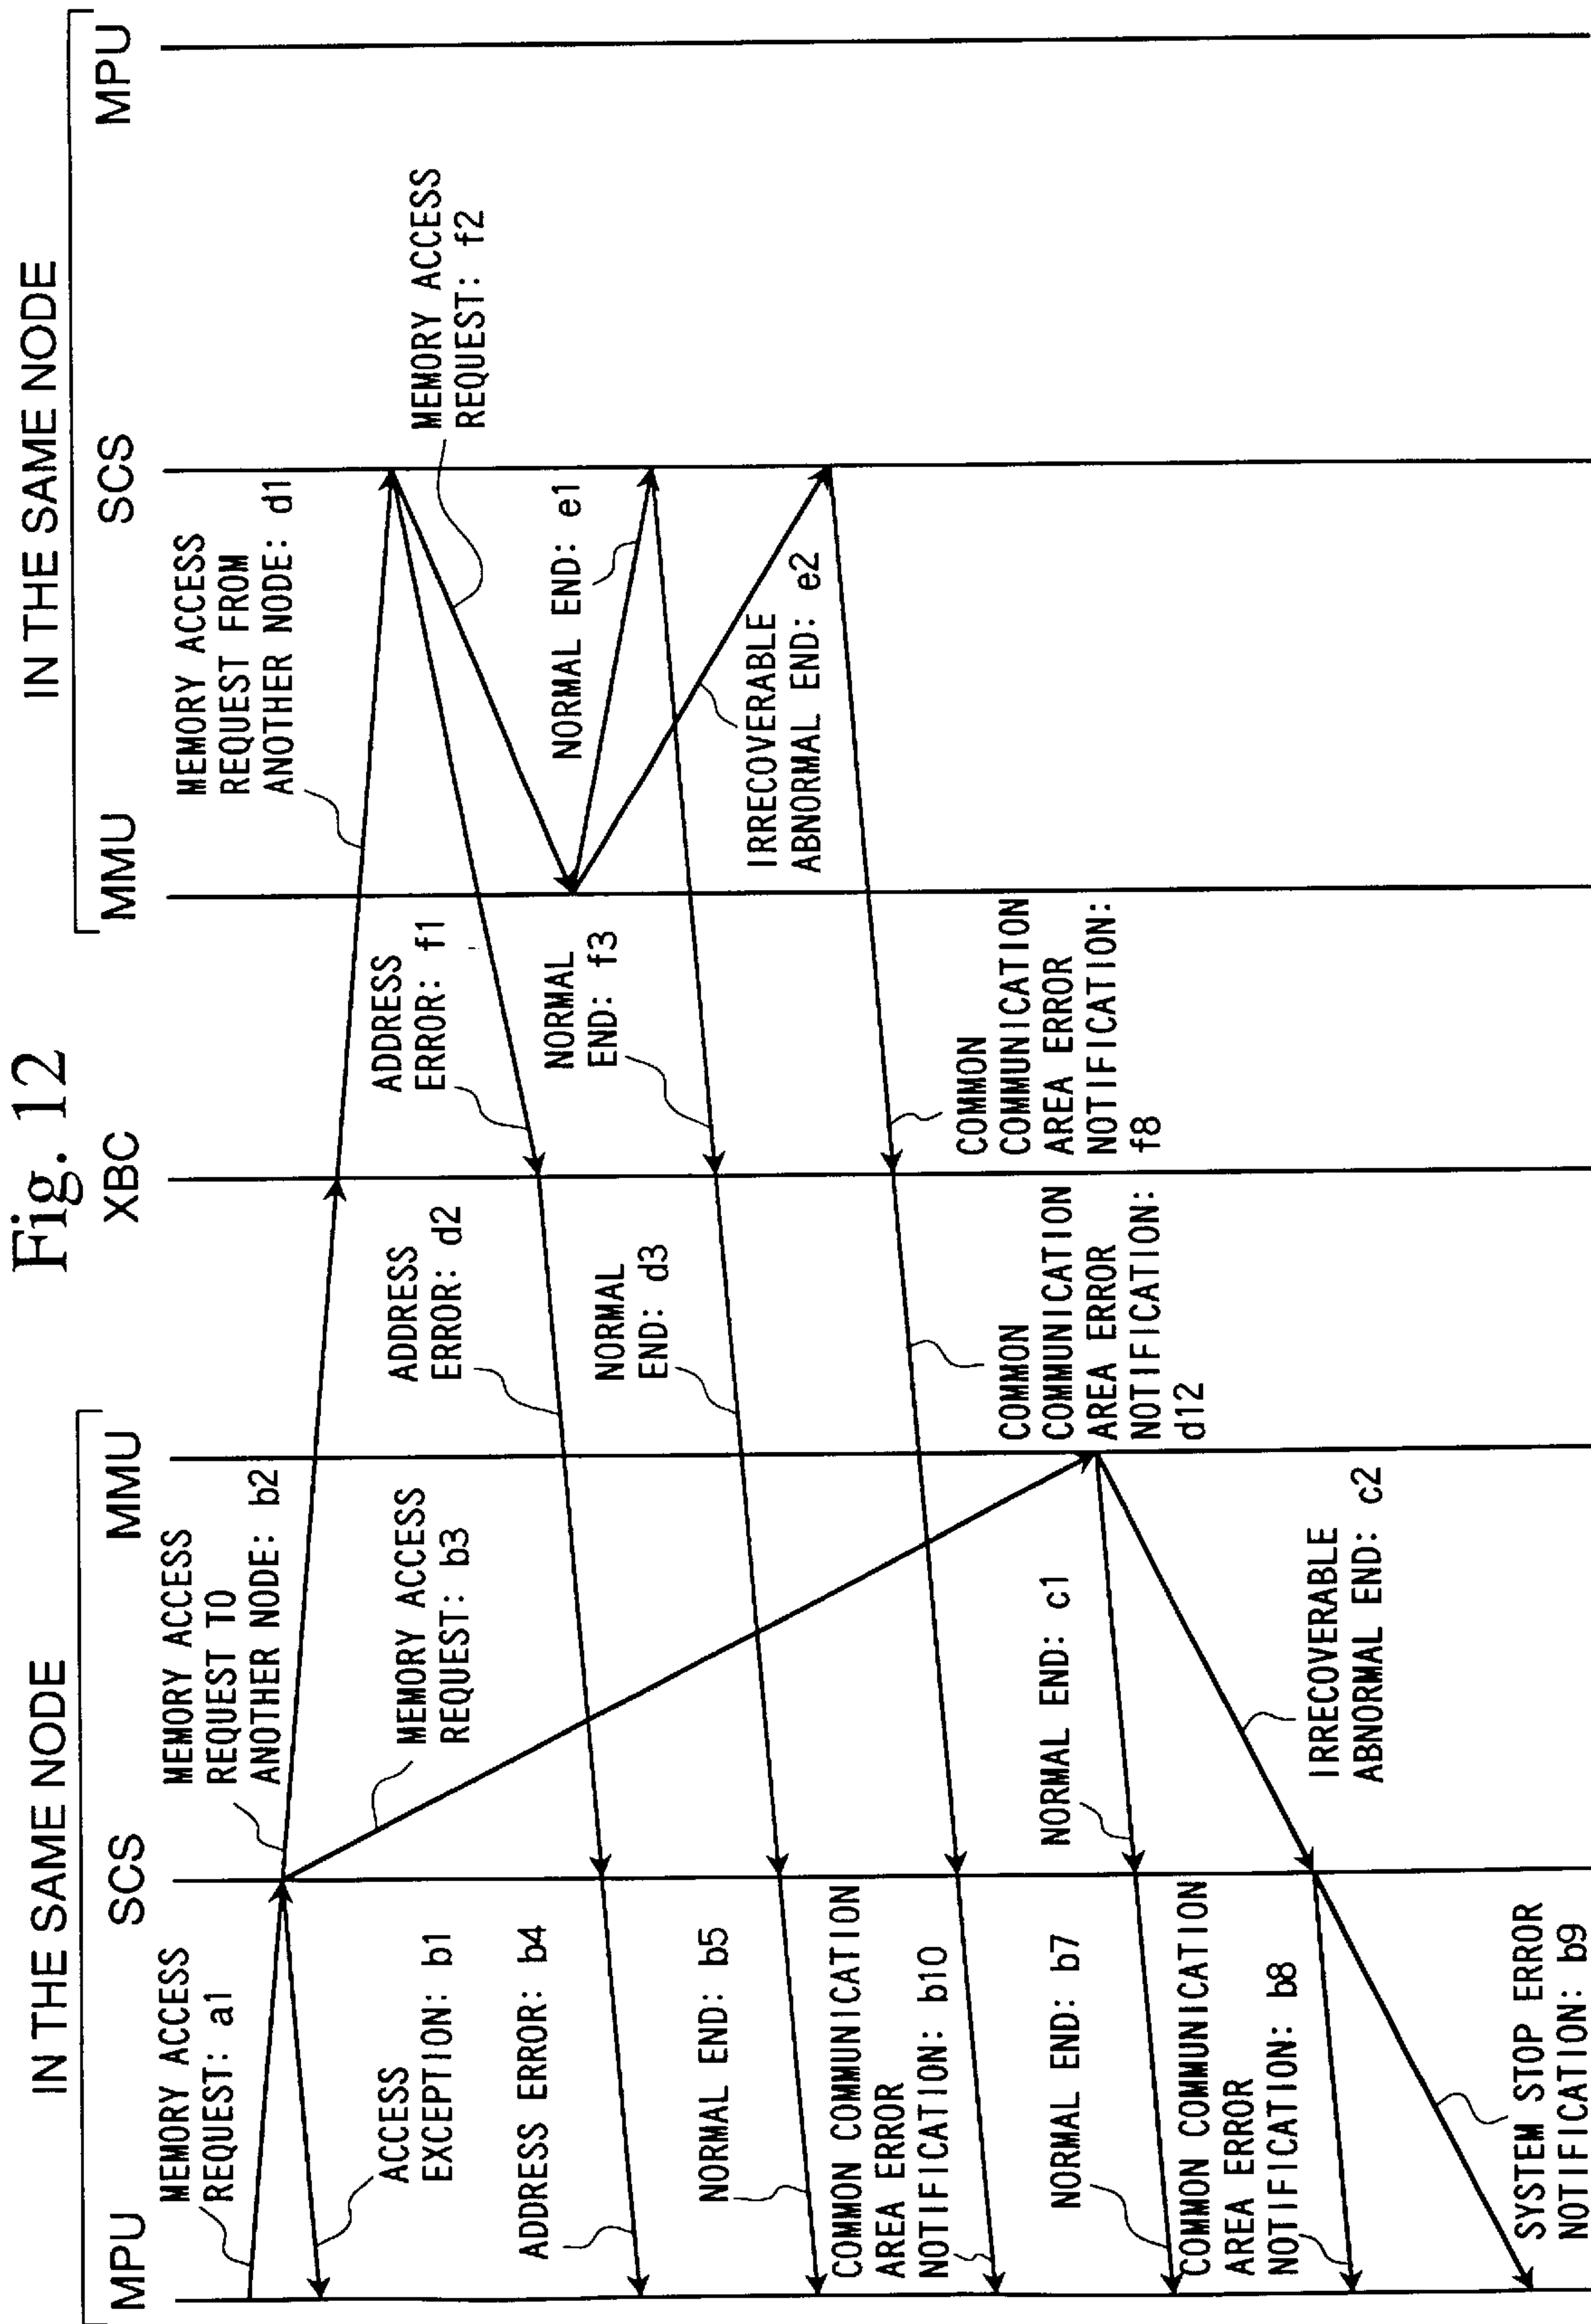 Fig. 12
IN THE SAME NODE
IN THE SAME NODE
MPU
SCS
MMU
XBC
MMU
SCS
MPU
MEMORY ACCESS
REQUEST: a1
ACCESS
EXCEPTION: b1
MEMORY ACCESS
REQUEST TO
ANOTHER NODE: b2
MEMORY ACCESS
REQUEST: b3
MEMORY ACCESS
REQUEST FROM
ANOTHER NODE: d1
MEMORY ACCESS
REQUEST: f2
ADDRESS
ERROR: f1
ADDRESS
ERROR: d2
ADDRESS ERROR: b4
NORMAL END: e1
NORMAL
END: f3
NORMAL
END: d3
NORMAL END: b5
IRRECOVERABLE
ABNORMAL END: e2
COMMON
COMMUNICATION
AREA ERROR
NOTIFICATION:
f8
COMMON
COMMUNICATION
AREA ERROR
NOTIFICATION:
d12
COMMON COMMUNICATION
AREA ERROR
NOTIFICATION: b10
NORMAL END: c1
NORMAL END: b7
IRRECOVERABLE
ABNORMAL END: c2
COMMON COMMUNICATION
AREA ERROR
NOTIFICATION: b8
SYSTEM STOP ERROR
NOTIFICATION: b9